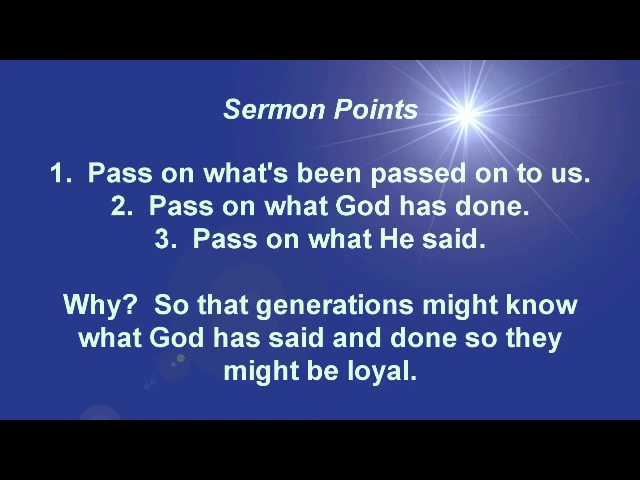 Sermon Points
1.  Pass on what's been passed on to us.
2.  Pass on what God has done.
3.  Pass on what He said.
Why?  So that generations might know
what God has said and done so they
might be loyal.